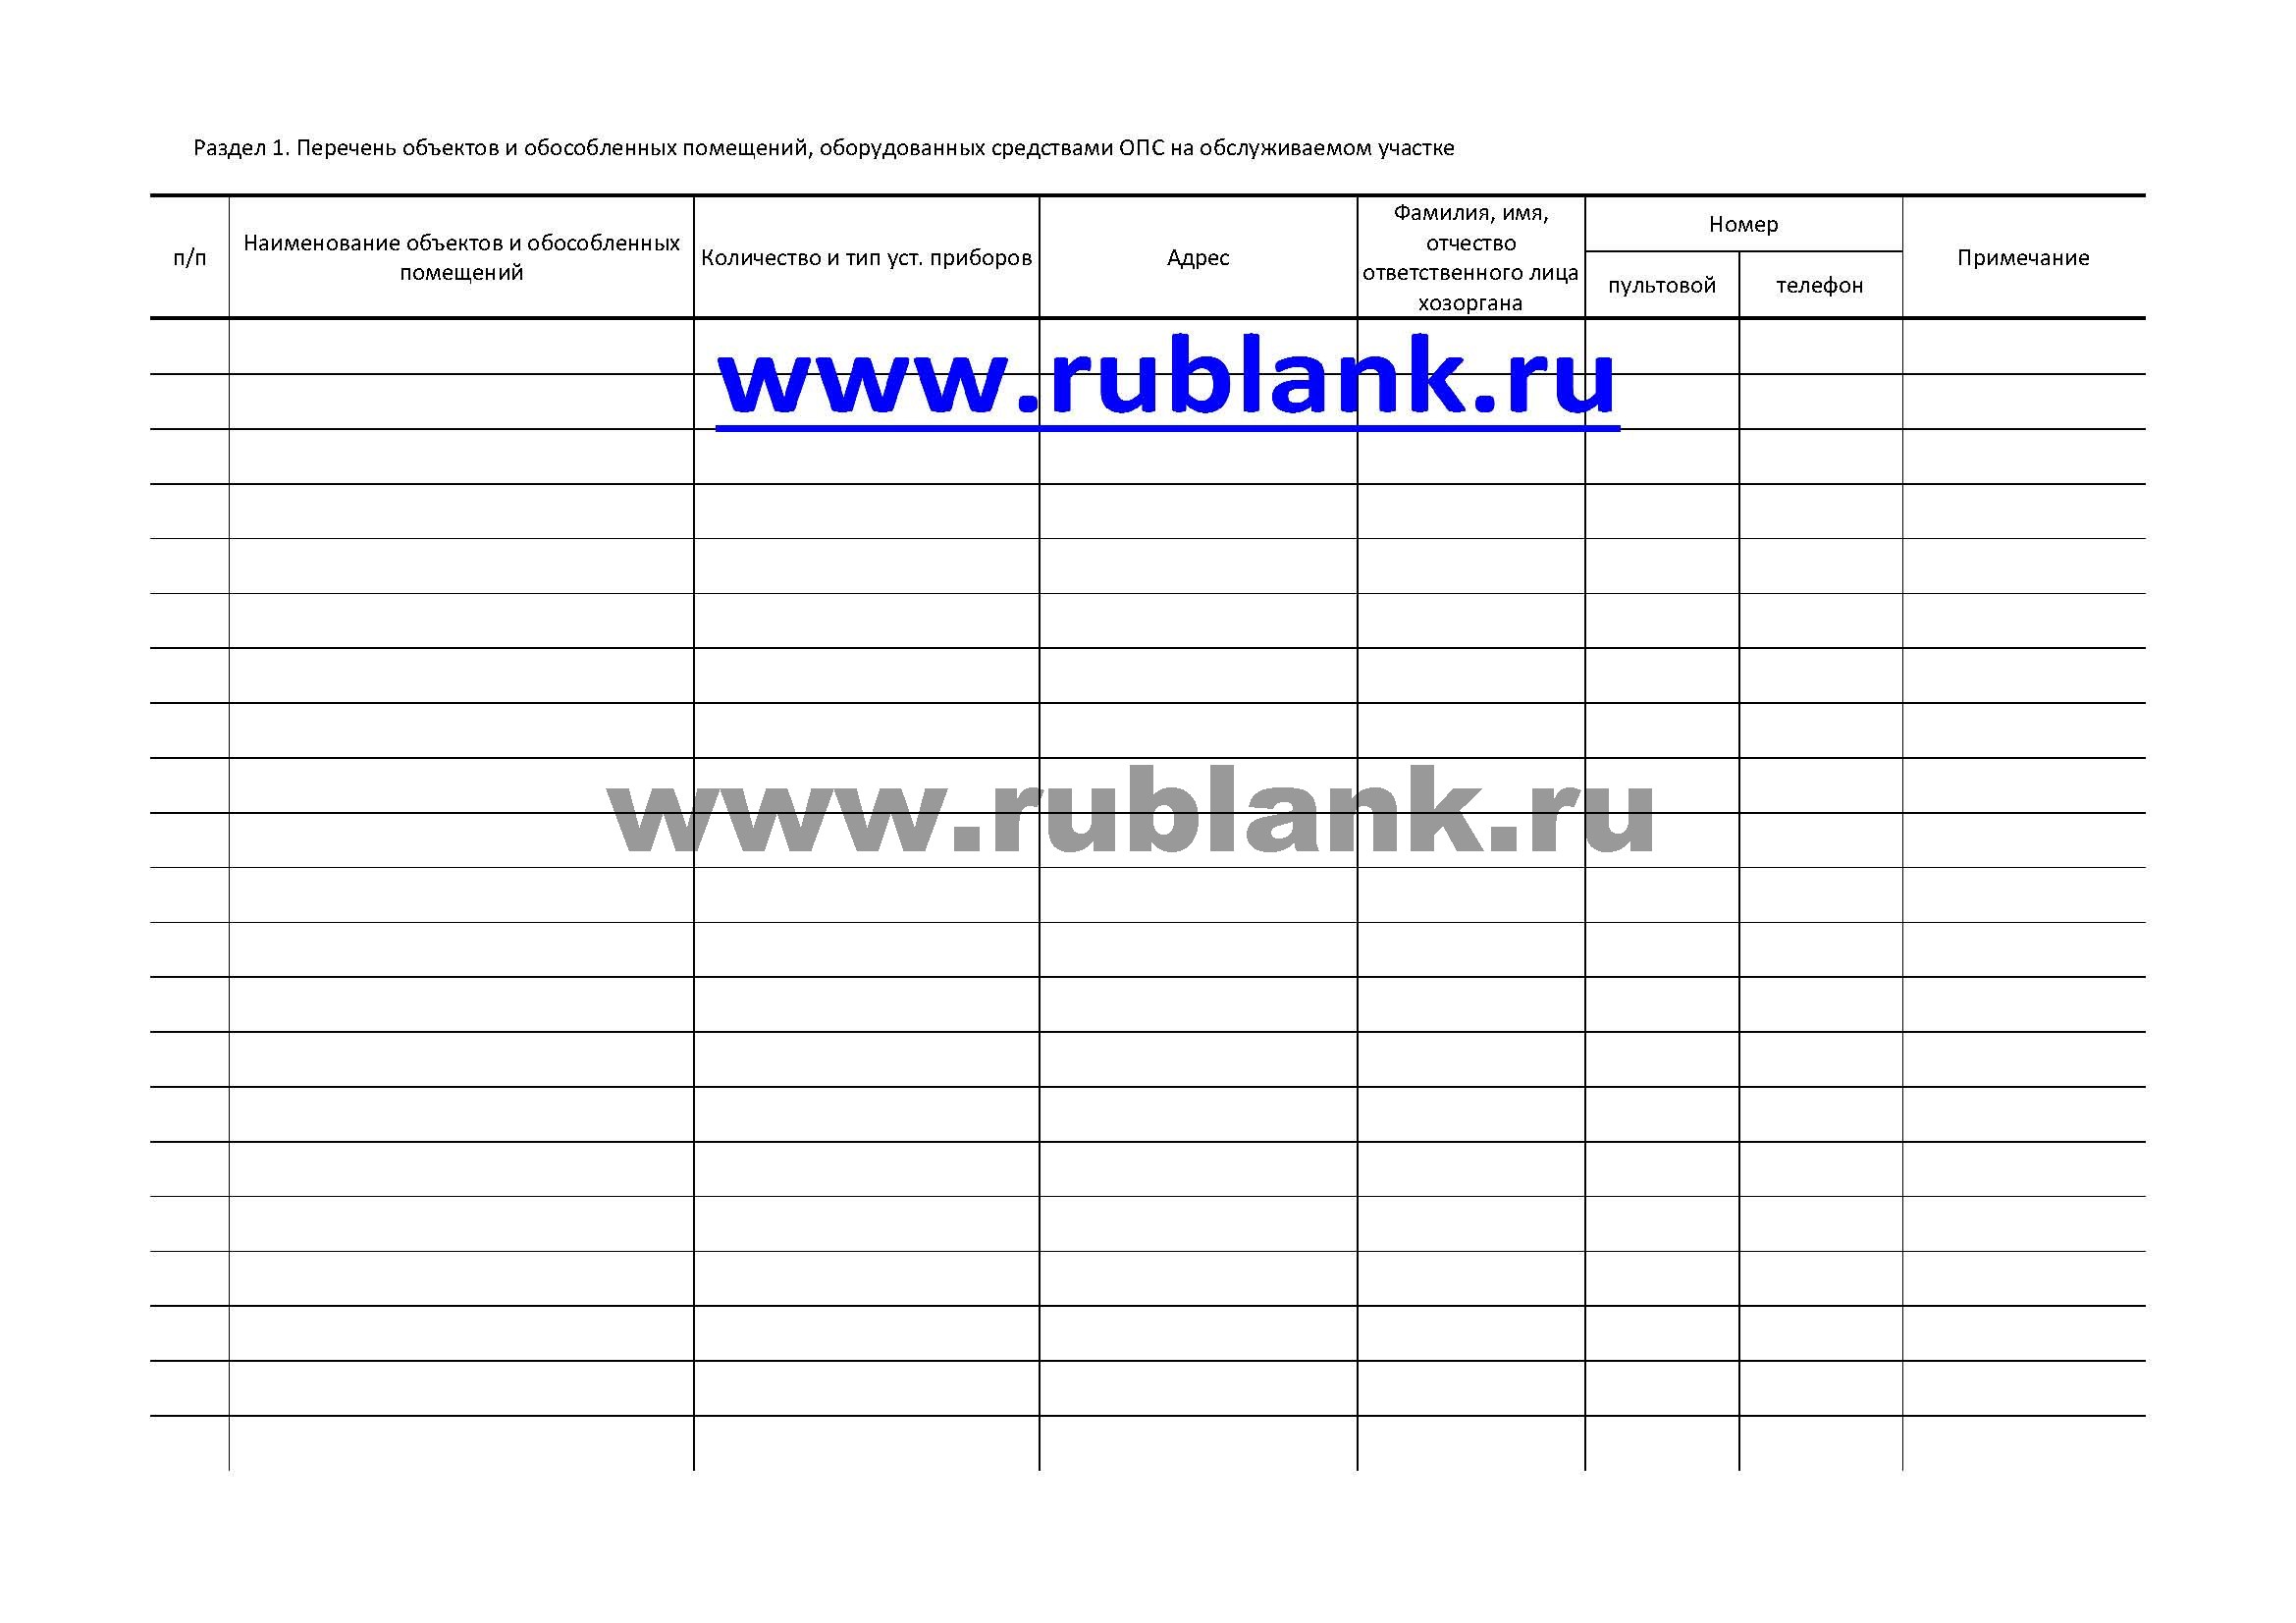 Раздел 1. Перечень объектов и обособленных помещений, оборудованных средствами ОПС на обслуживаемом участке
п/п
Наименование объектов и обособленных
помещений
Количество и тип уст. приборов
Адрес
Фамилия, имя,
отчество
ответственного лица
хозоргана
Номер
пультовой
телефон
Примечание
www.rublank.ru
www.rublank.ru